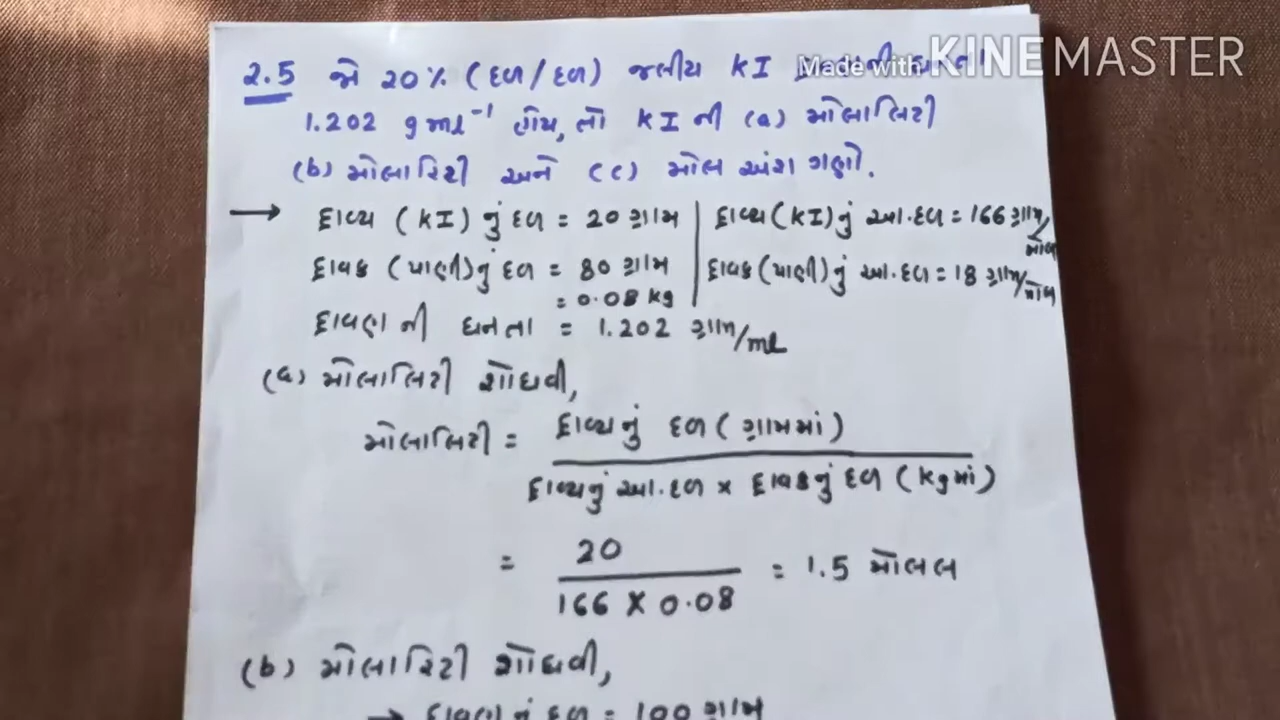 2.5 જો 20% (દળ/દળ) જલીય KI
Made with KINEMASTER
1.202 g ml⁻¹ હોય, તો KI ની (a) મોલાલિટી
(b) મોલારિટી અને (c) મોલ અંશ ગણો.
→ દ્રાવ્ય (KI) નું દળ = 20 ગ્રામ | દ્રાવ્ય (KI) નું આ.દળ = 166 ગ્રામ/મોલ
દ્રાવક (પાણી) નું દળ = 80 ગ્રામ | દ્રાવક (પાણી) નું આ.દળ = 18 ગ્રામ/મોલ
= 0.08 kg
દ્રાવણ ની ઘનતા = 1.202 ગ્રામ/ml
(a) મોલાલિટી શોધવી,
મોલાલિટી = દ્રાવ્યનું દળ (ગ્રામમાં)
દ્રાવ્યનું આ.દળ × દ્રાવકનું દળ (kgમાં)
= 20 = 1.5 મોલલ
166 × 0.08
(b) મોલારિટી શોધવી,
→ દ્રાવણનું દળ = 100 ગ્રામ